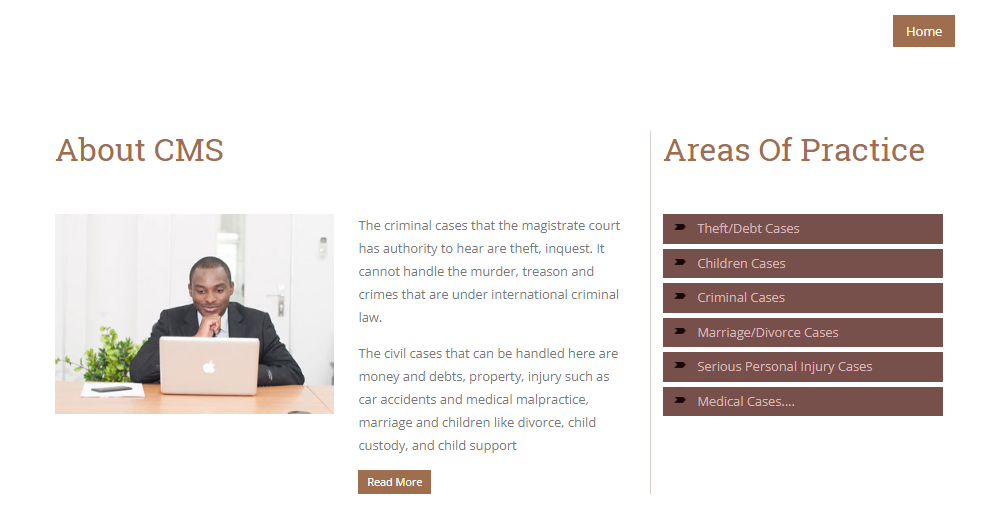 Home
About CMS
The criminal cases that the magistrate court
has authority to hear are theft, inquest. It
cannot handle the murder, treason and
crimes that are under international criminal
law.
The civil cases that can be handled here are
money and debts, property, injury such as
car accidents and medical malpractice,
marriage and children like divorce, child
custody, and child support
Read More
Areas Of Practice
Theft/Debt Cases
Children Cases
Criminal Cases
Marriage/Divorce Cases
Serious Personal Injury Cases
Medical Cases....